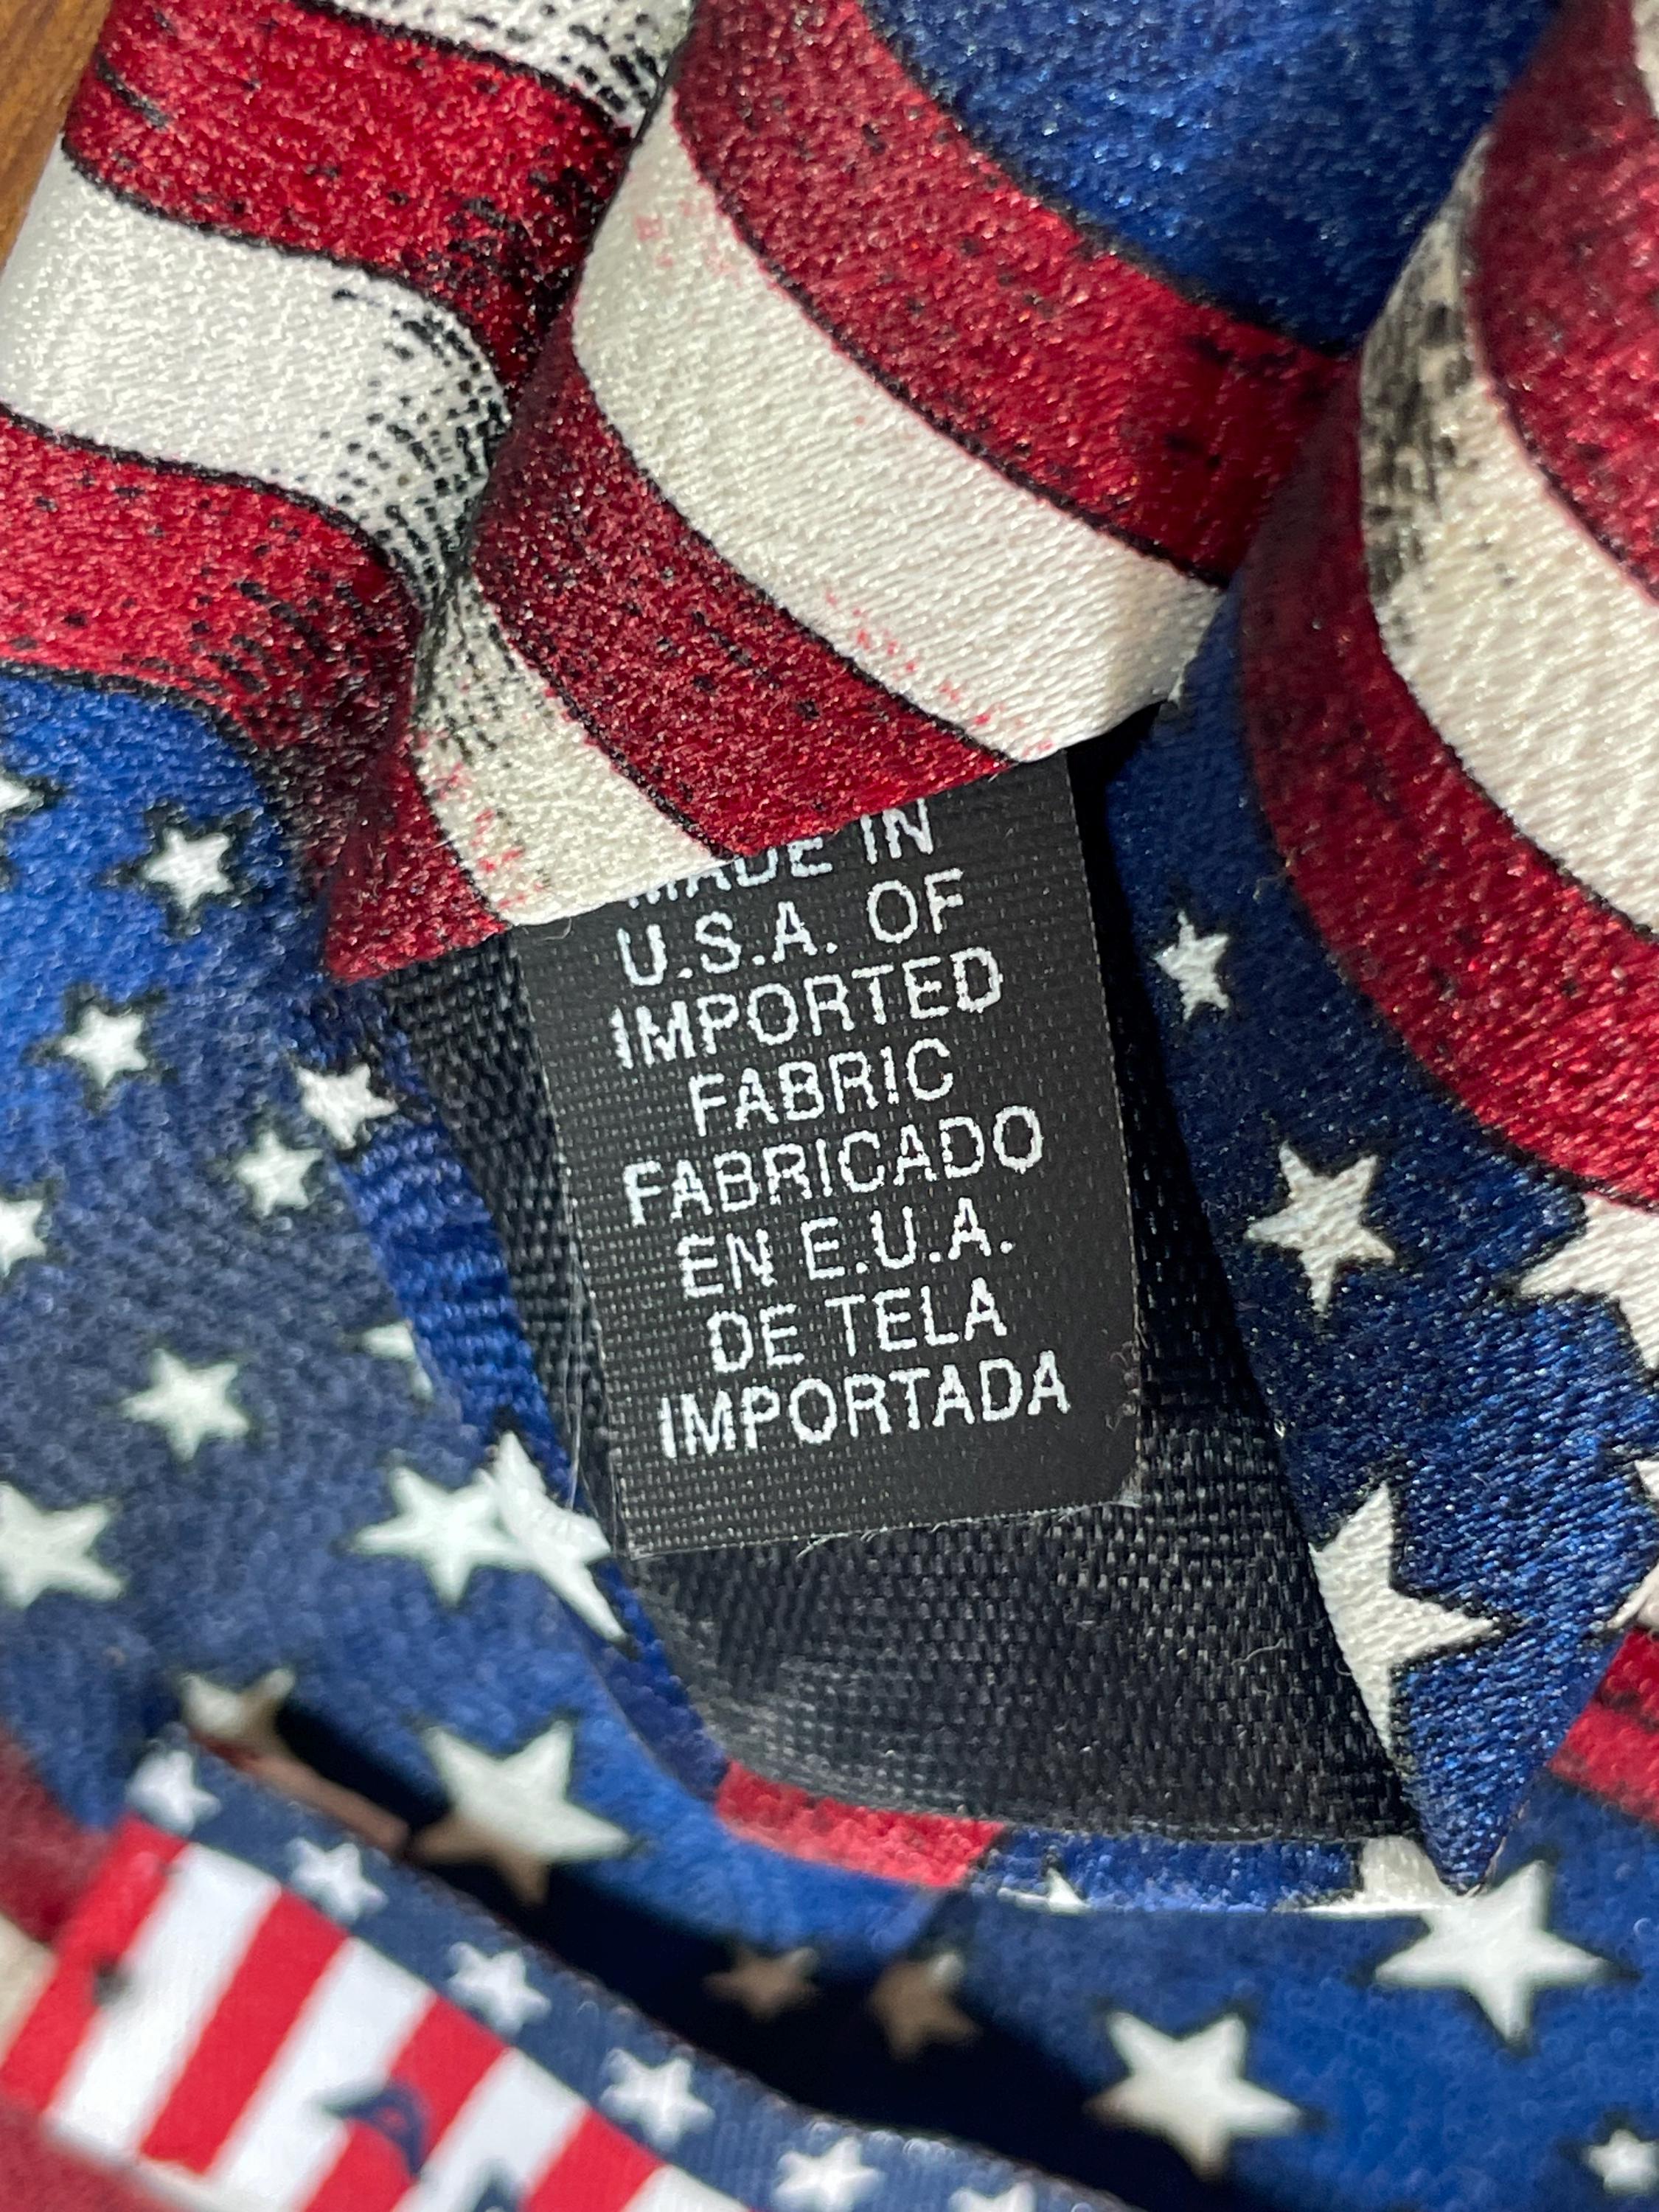 MADE IN
U.S.A. OF
IMPORTED
FABRIC
FABRICADO
EN E.U.A.
DE TELA
IMPORTADA